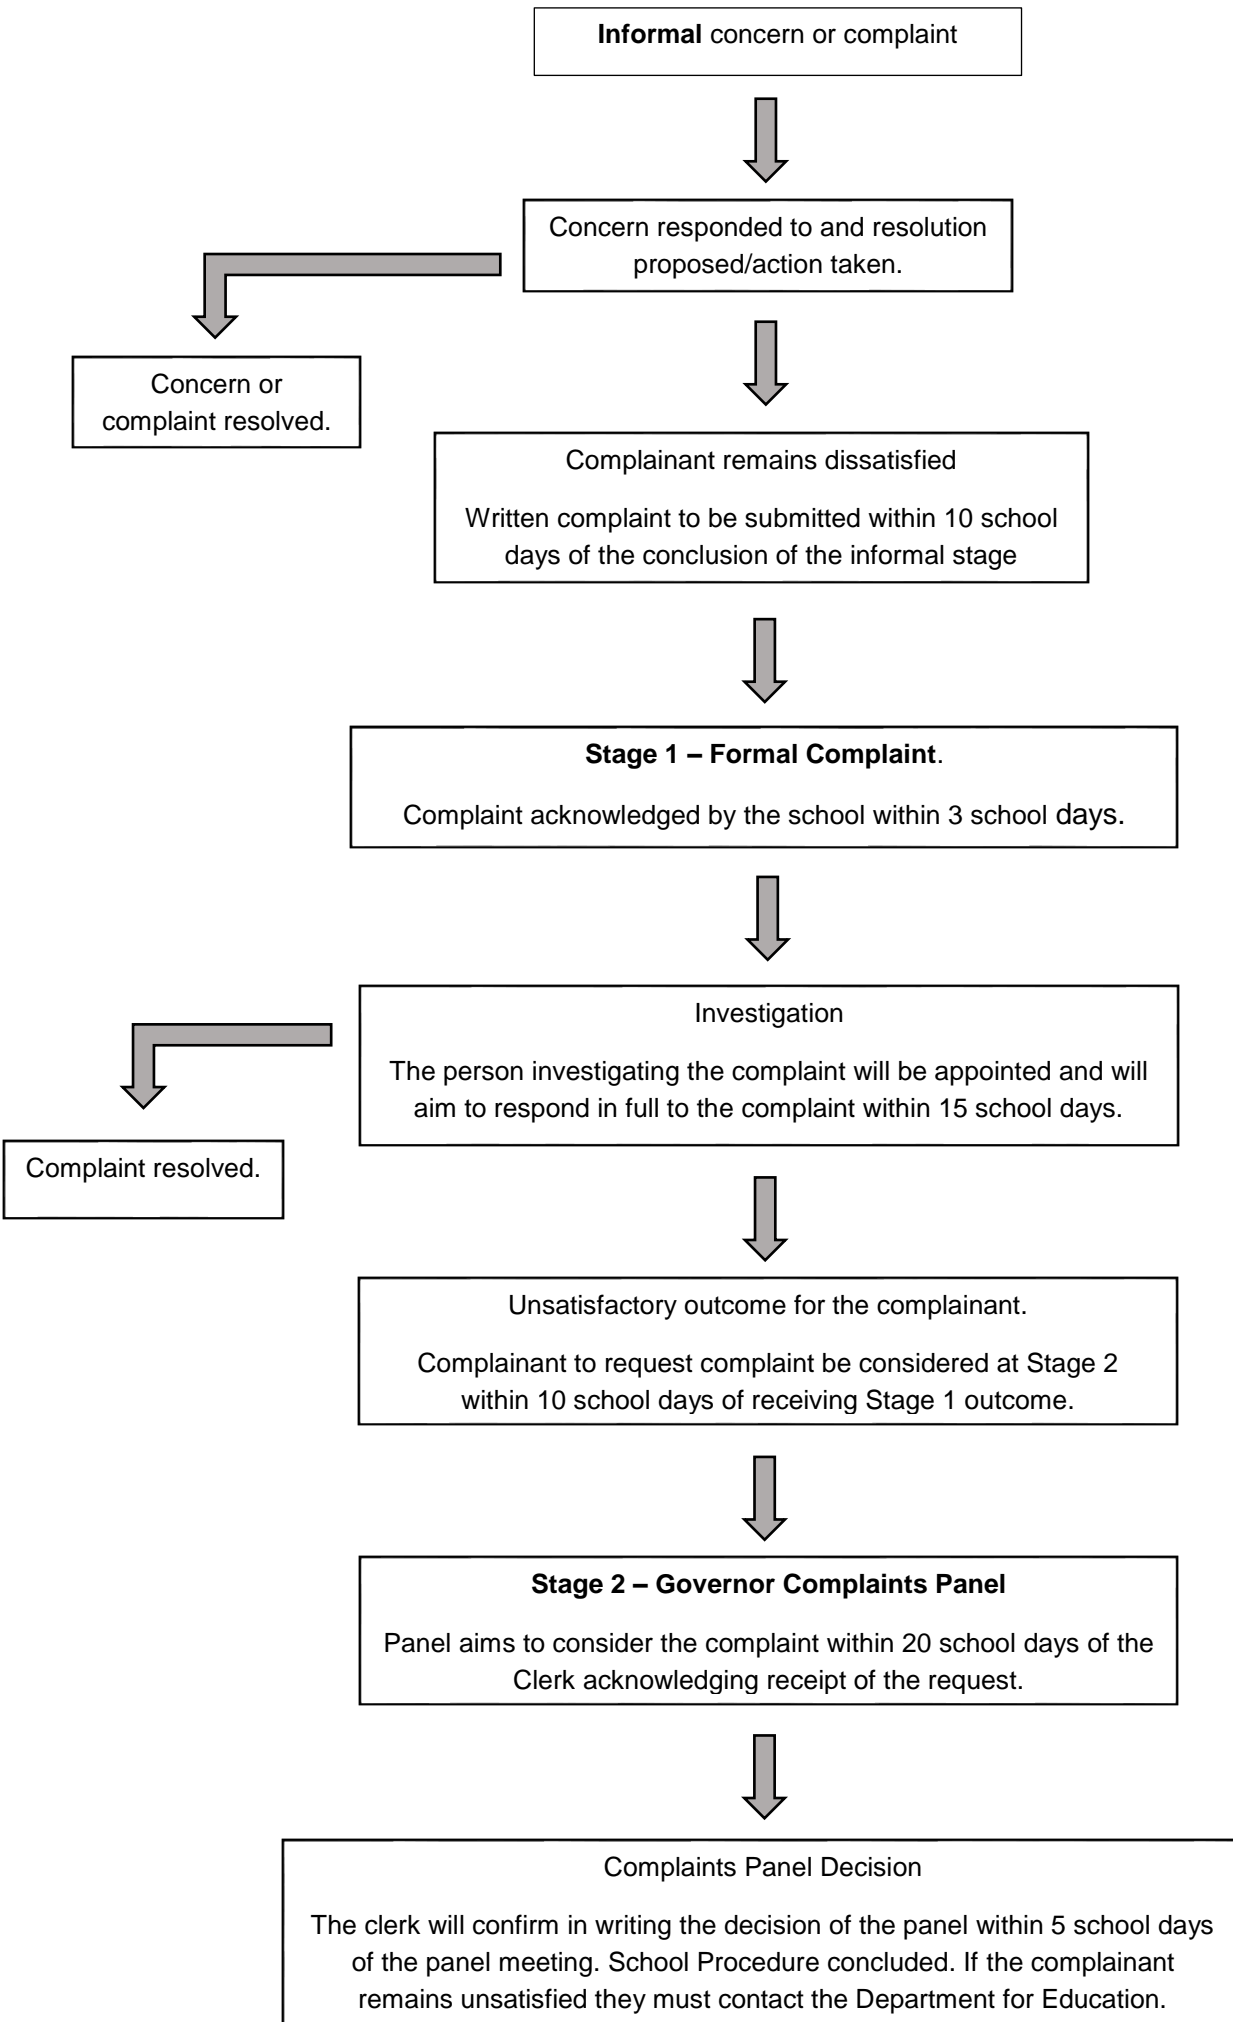 Informal concern or complaint
Concern responded to and resolution
proposed/action taken.
Concern or
complaint resolved.
Complainant remains dissatisfied
Written complaint to be submitted within 10 school
days of the conclusion of the informal stage
Stage 1 – Formal Complaint.
Complaint acknowledged by the school within 3 school days.
Investigation
The person investigating the complaint will be appointed and will
aim to respond in full to the complaint within 15 school days.
Complaint resolved.
Unsatisfactory outcome for the complainant.
Complainant to request complaint be considered at Stage 2
within 10 school days of receiving Stage 1 outcome.
Stage 2 – Governor Complaints Panel
Panel aims to consider the complaint within 20 school days of the
Clerk acknowledging receipt of the request.
Complaints Panel Decision
The clerk will confirm in writing the decision of the panel within 5 school days
of the panel meeting. School Procedure concluded. If the complainant
remains unsatisfied they must contact the Department for Education.